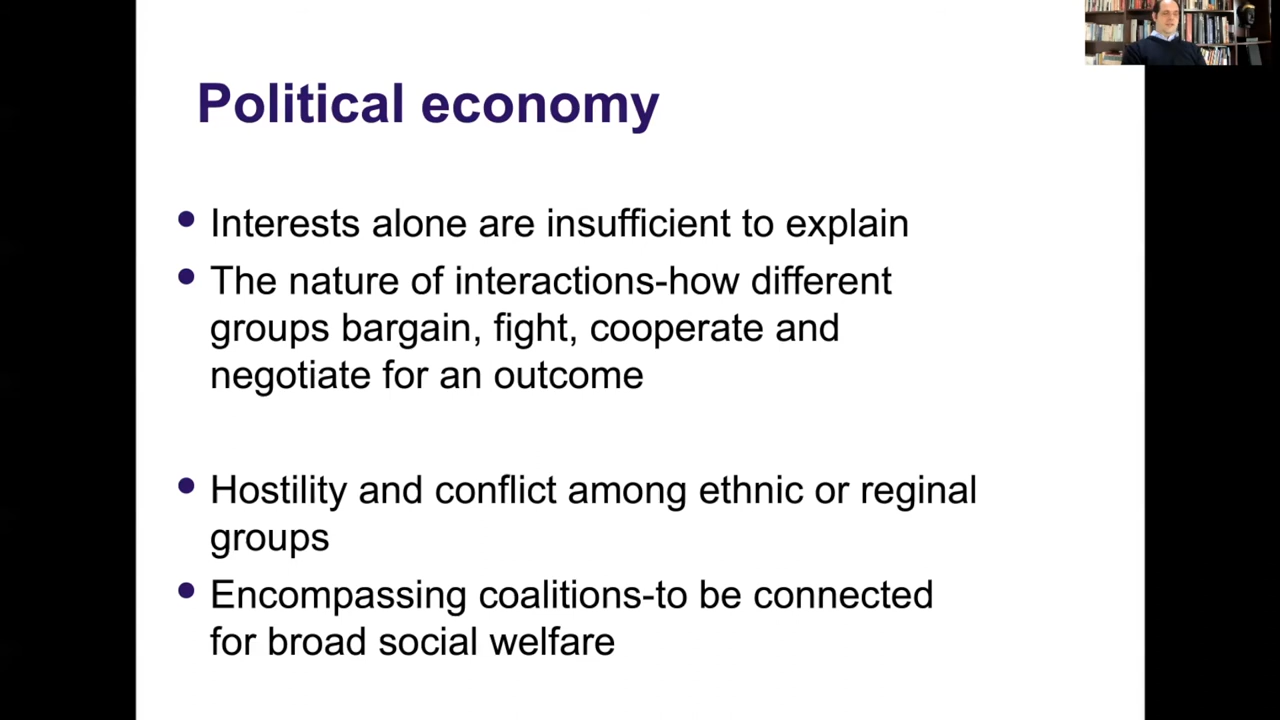 Political economy
• Interests alone are insufficient to explain
• The nature of interactions-how different
groups bargain, fight, cooperate and
negotiate for an outcome
• Hostility and conflict among ethnic or reginal
groups
• Encompassing coalitions-to be connected
for broad social welfare